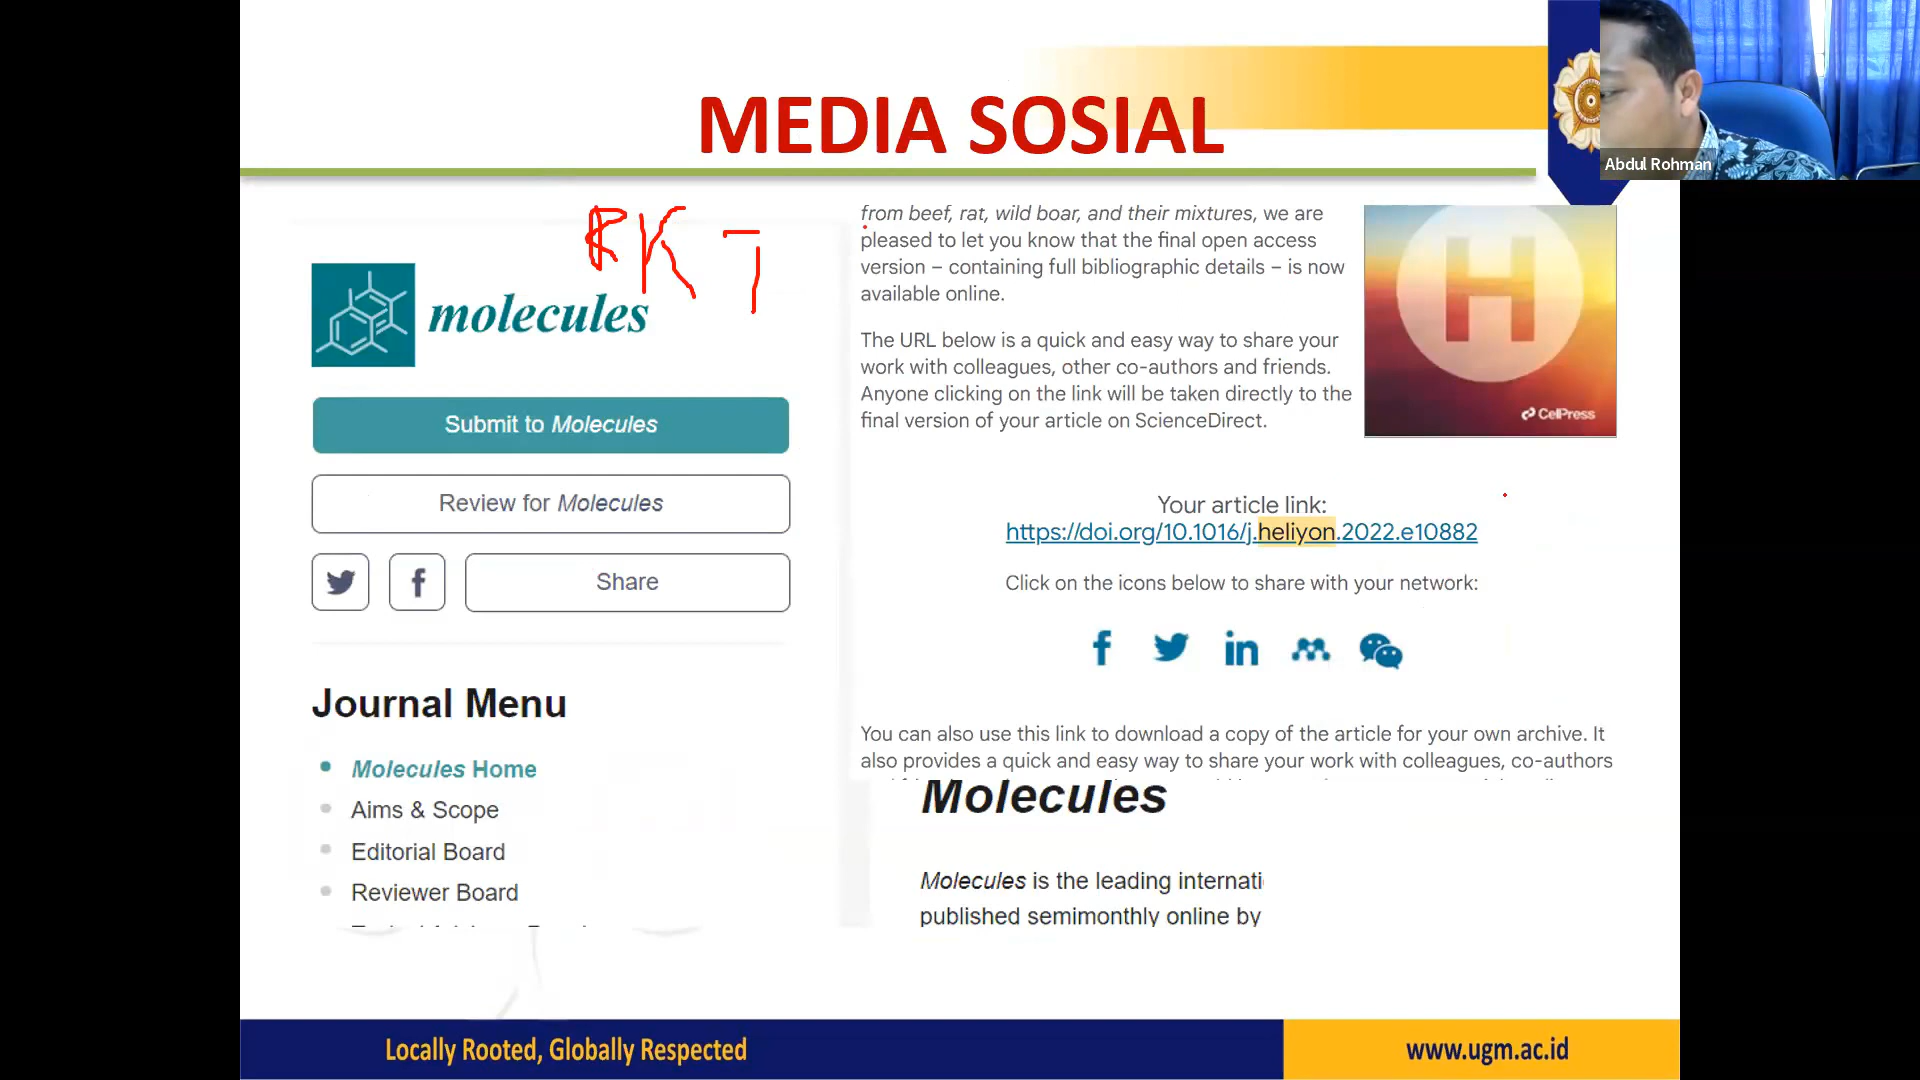 MEDIA SOSIAL
Abdul Rohman
molecules
Submit to Molecules
Review for Molecules
Share
Journal Menu
Molecules Home
Aims & Scope
Editorial Board
Reviewer Board
from beef, rat, wild boar, and their mixtures, we are
pleased to let you know that the final open access
version – containing full bibliographic details – is now
available online.
The URL below is a quick and easy way to share your
work with colleagues, other co-authors and friends.
Anyone clicking on the link will be taken directly to the
final version of your article on ScienceDirect.
H
CelPress
Your article link:
https://doi.org/10.1016/j.heliyon.2022.e10882
Click on the icons below to share with your network:
You can also use this link to download a copy of the article for your own archive. It
also provides a quick and easy way to share your work with colleagues, co-authors
Molecules
Molecules is the leading internati
published semimonthly online by
Locally Rooted, Globally Respected
www.ugm.ac.id